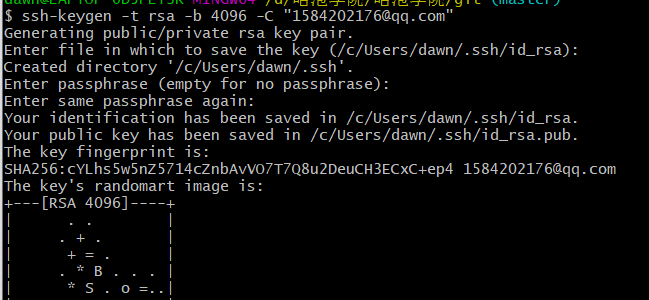 $ ssh-keygen -t rsa -b 4096 -C "1584202176@qq.com"
Generating public/private rsa key pair.
Enter file in which to save the key (/c/Users/dawn/.ssh/id_rsa):
Created directory '/c/Users/dawn/.ssh'.
Enter passphrase (empty for no passphrase):
Enter same passphrase again:
Your identification has been saved in /c/Users/dawn/.ssh/id_rsa.
Your public key has been saved in /c/Users/dawn/.ssh/id_rsa.pub.
The key fingerprint is:
SHA256:cYLhs5w5nZ5714cZnbAvVO7T7Q8u2DeuCH3ECxC+ep4 1584202176@qq.com
The key's randomart image is:
+---[RSA 4096]----+
|      . .        |
|     . + .       |
|      + = .      |
|     . * B . . . |
|      * S . o =..|